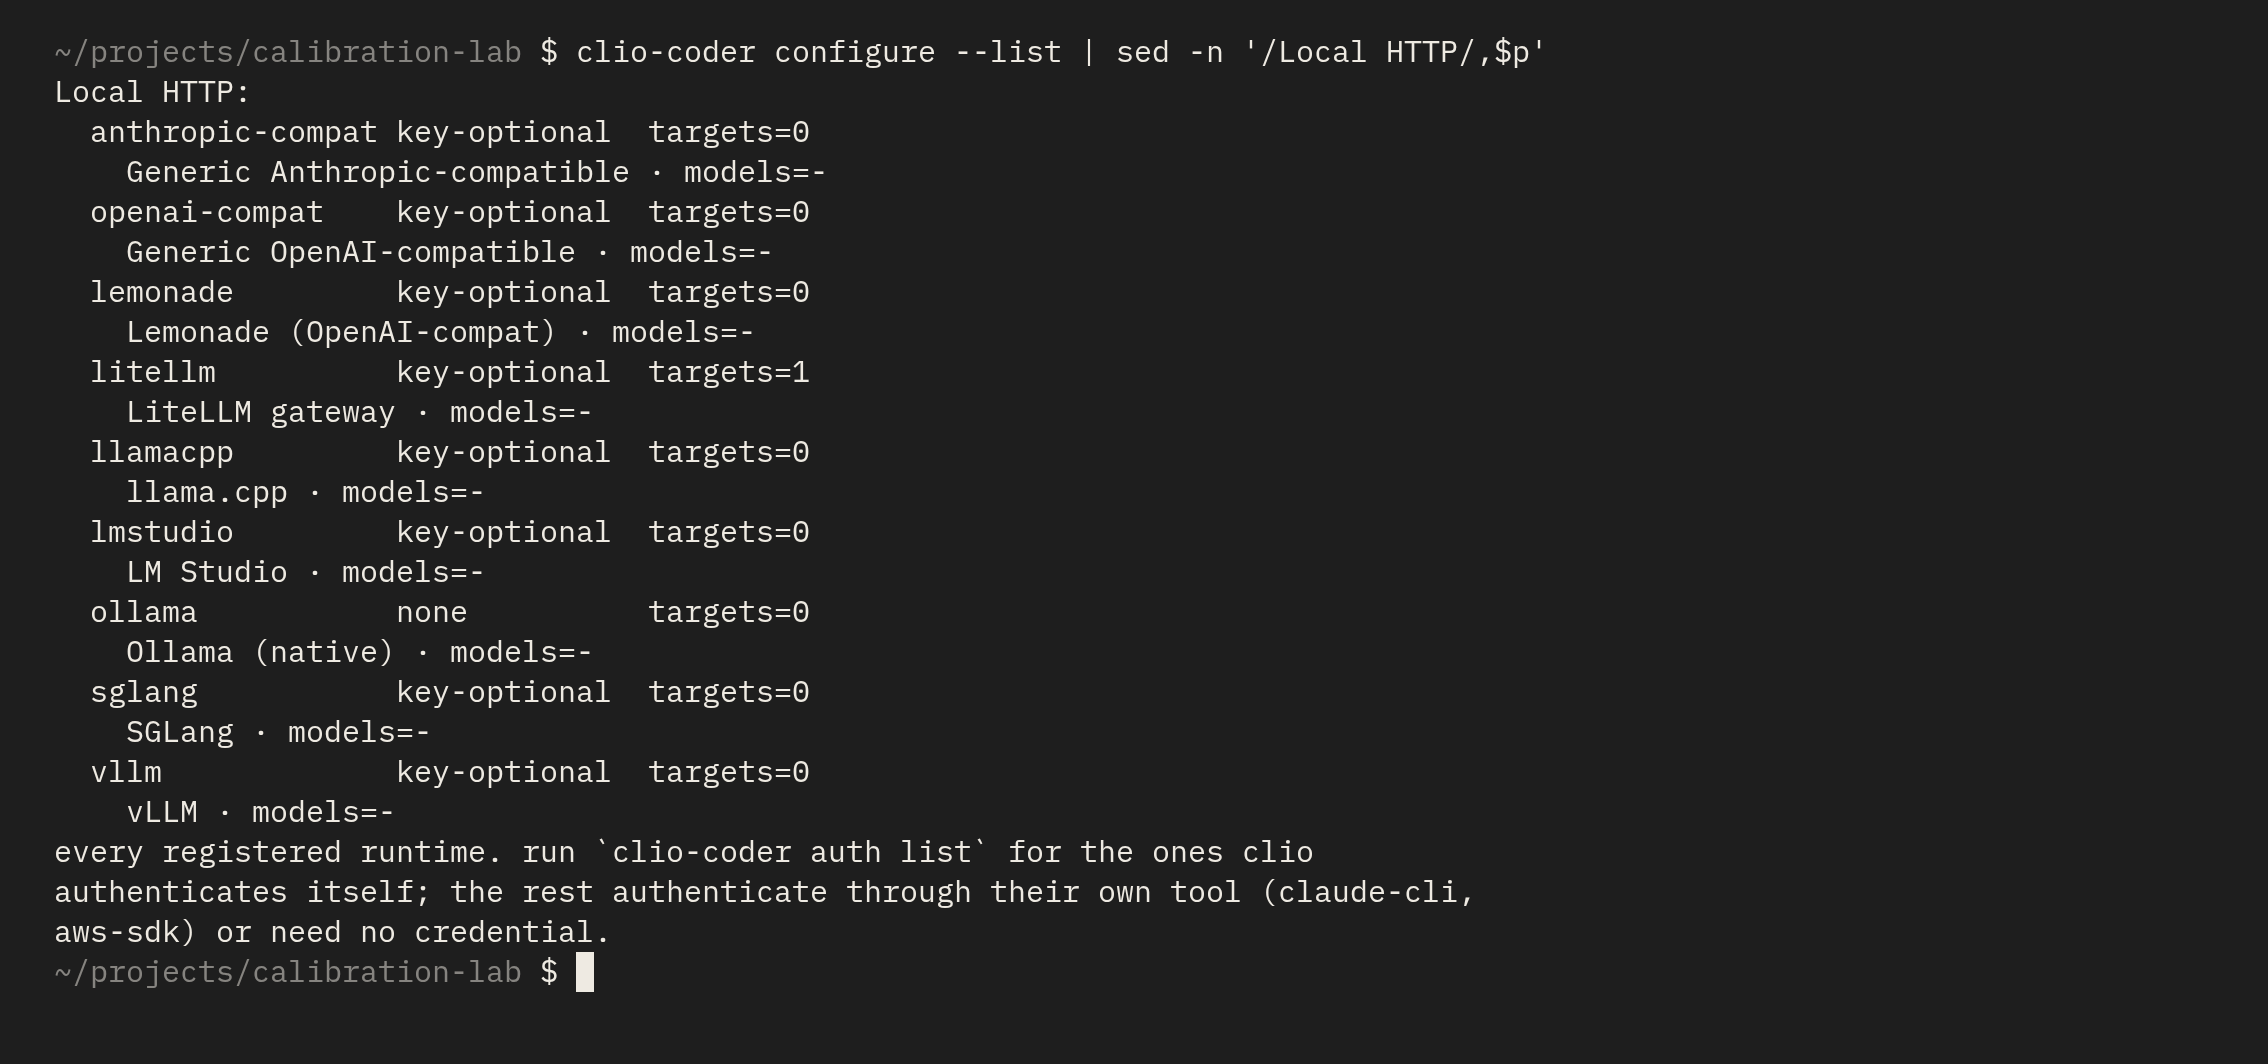 ~/projects/calibration-lab $ clio-coder configure --list | sed -n '/Local HTTP/,$p'
Local HTTP:
  anthropic-compat key-optional  targets=0
    Generic Anthropic-compatible · models=-
  openai-compat    key-optional  targets=0
    Generic OpenAI-compatible · models=-
  lemonade         key-optional  targets=0
    Lemonade (OpenAI-compat) · models=-
  litellm          key-optional  targets=1
    LiteLLM gateway · models=-
  llamacpp         key-optional  targets=0
    llama.cpp · models=-
  lmstudio         key-optional  targets=0
    LM Studio · models=-
  ollama           none          targets=0
    Ollama (native) · models=-
  sglang           key-optional  targets=0
    SGLang · models=-
  vllm             key-optional  targets=0
    vLLM · models=-
every registered runtime. run `clio-coder auth list` for the ones clio
authenticates itself; the rest authenticate through their own tool (claude-cli,
aws-sdk) or need no credential.
~/projects/calibration-lab $